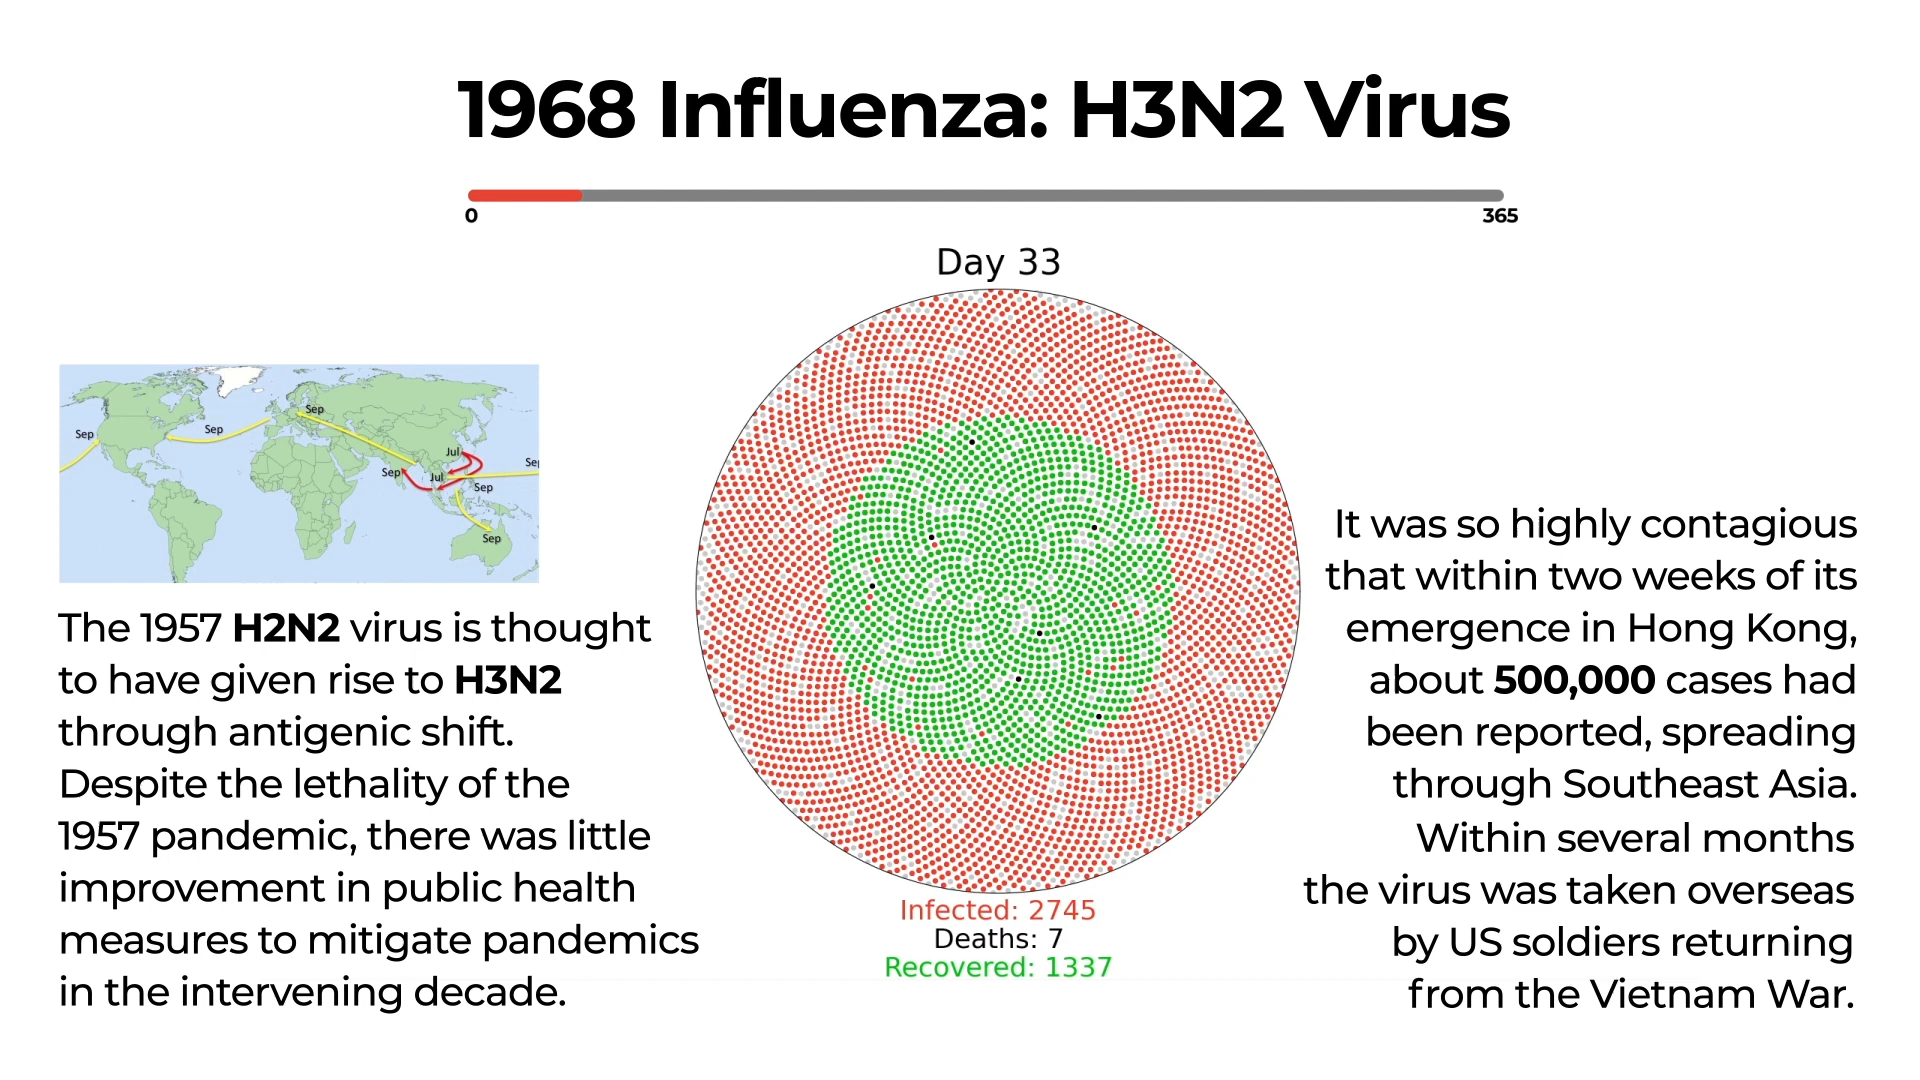 1968 Influenza: H3N2 Virus
0
365
Day 33
Sep
Sep
Sep
Jul
Sep
Jul
Sep
Sep
Sep
The 1957 H2N2 virus is thought
to have given rise to H3N2
through antigenic shift.
Despite the lethality of the
1957 pandemic, there was little
improvement in public health
measures to mitigate pandemics
in the intervening decade.
Infected: 2745
Deaths: 7
Recovered: 1337
It was so highly contagious
that within two weeks of its
emergence in Hong Kong,
about 500,000 cases had
been reported, spreading
through Southeast Asia.
Within several months
the virus was taken overseas
by US soldiers returning
from the Vietnam War.